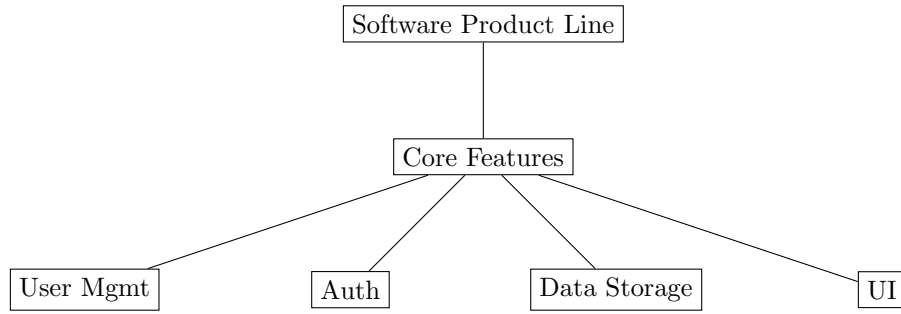 Software Product Line
Core Features
User Mgmt
Auth
Data Storage
UI